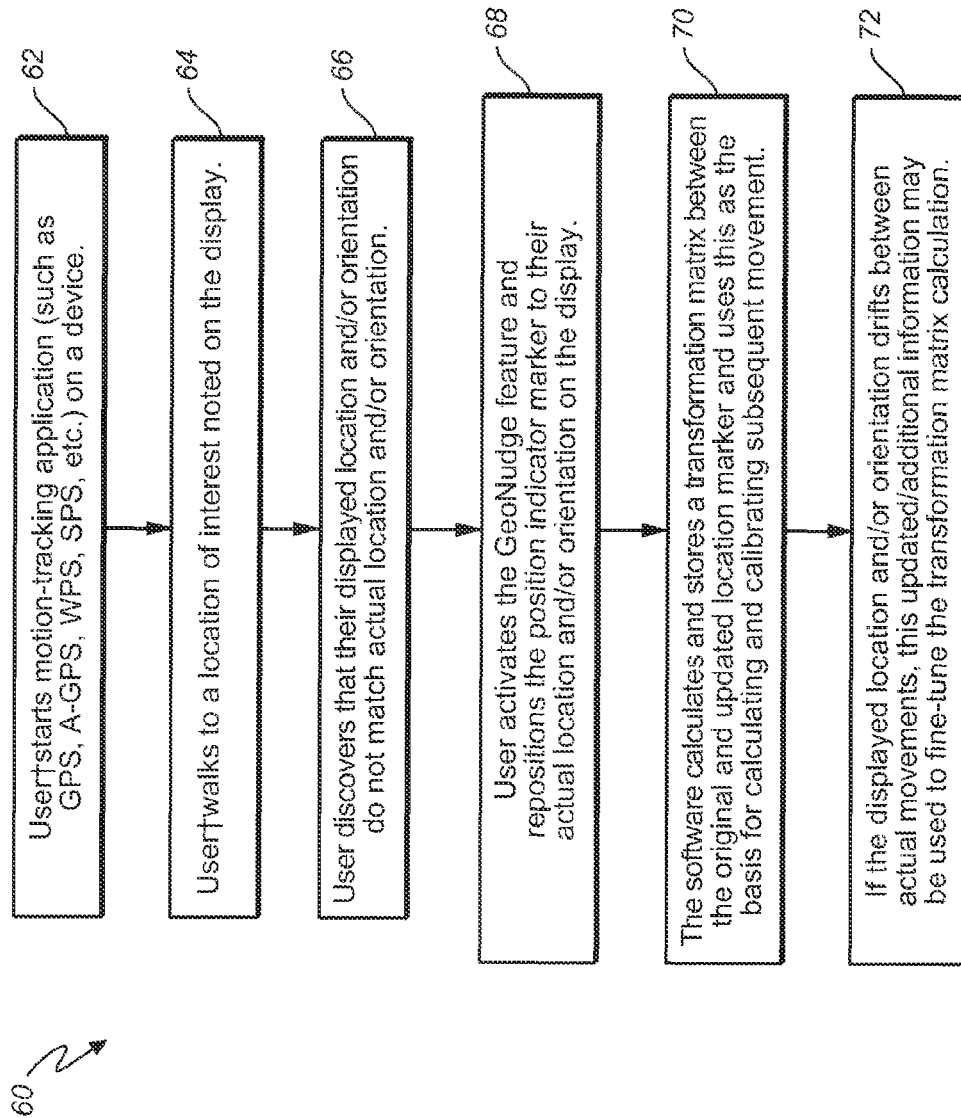 60
62
User†starts motion-tracking application (such as
GPS, A-GPS, WPS, SPS, etc.) on a device.
64
User†walks to a location of interest noted on the display.
66
User discovers that their displayed location and/or orientation
do not match actual location and/or orientation.
68
User activates the GeoNudge feature and
repositions the position indicator marker to their
actual location and/or orientation on the display.
70
The software calculates and stores a transformation matrix between
the original and updated location marker and uses this as the
basis for calculating and calibrating subsequent movement.
72
If the displayed location and/or orientation drifts between
actual movements, this updated/additional information may
be used to fine-tune the transformation matrix calculation.